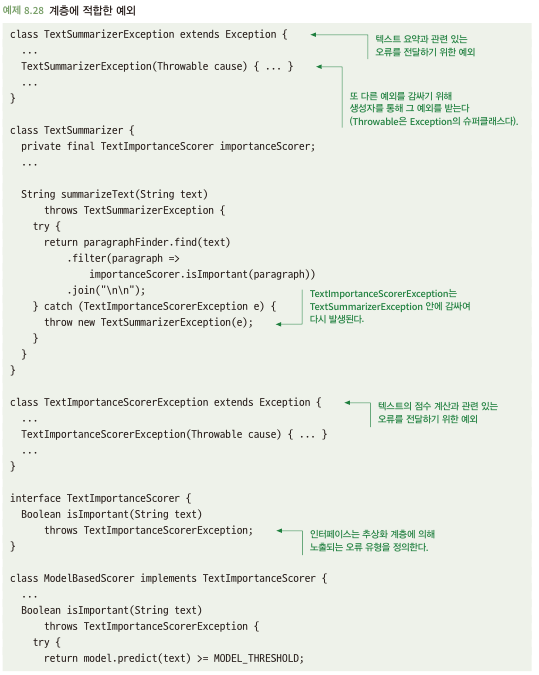 예제 8.28 계층에 적합한 예외
class TextSummarizerException extends Exception {
텍스트 요약과 관련 있는
오류를 전달하기 위한 예외
...
TextSummarizerException(Throwable cause) { ... }
...
}
또 다른 예외를 감싸기 위해
생성자를 통해 그 예외를 받는다
(Throwable은 Exception의 슈퍼클래스다).
class TextSummarizer {
private final TextImportanceScorer importanceScorer;
...
String summarizeText(String text)
throws TextSummarizerException {
try {
return paragraphFinder.find(text)
.filter(paragraph =>
importanceScorer.isImportant(paragraph))
.join("\n\n");
} catch (TextImportanceScorerException e) {
throw new TextSummarizerException(e);
TextImportanceScorerException는
TextSummarizerException 안에 감싸여
다시 발생된다.
}
}
}
class TextImportanceScorerException extends Exception {
텍스트의 점수 계산과 관련 있는
오류를 전달하기 위한 예외
...
TextImportanceScorerException(Throwable cause) { ... }
...
}
interface TextImportanceScorer {
Boolean isImportant(String text)
throws TextImportanceScorerException;
인터페이스는 추상화 계층에 의해
노출되는 오류 유형을 정의한다.
}
class ModelBasedScorer implements TextImportanceScorer {
...
Boolean isImportant(String text)
throws TextImportanceScorerException {
try {
return model.predict(text) >= MODEL_THRESHOLD;